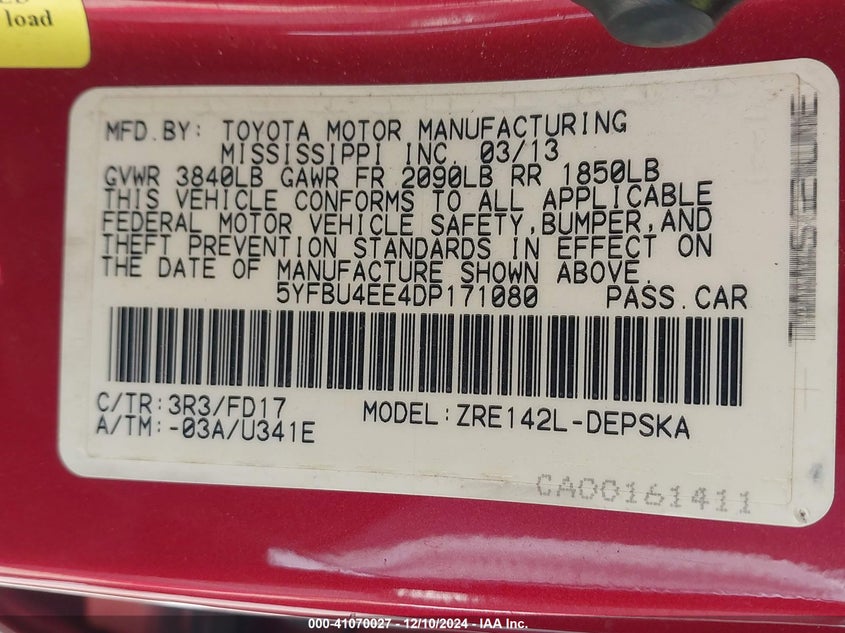 load
MFD.BY: TOYOTA MOTOR MANUFACTURING
MISSISSIPPI INC. 03/13
GVWR 3840LB GAWR FR 2090LB RR 1850LB
THIS VEHICLE CONFORMS TO ALL APPLICABLE
FEDERAL MOTOR VEHICLE SAFETY,BUMPER,AND
THEFT PREVENTION STANDARDS IN EFFECT ON
THE DATE OF MANUFACTURE SHOWN ABOVE.
5YFBU4EE4DP171080 PASS.CAR
C/TR:3R3/FD17 MODEL:ZRE142L-DEPSKA
A/TM:-03A/U341E
CA00161411
000-41070027 - 12/10/2024 - IAA Inc.